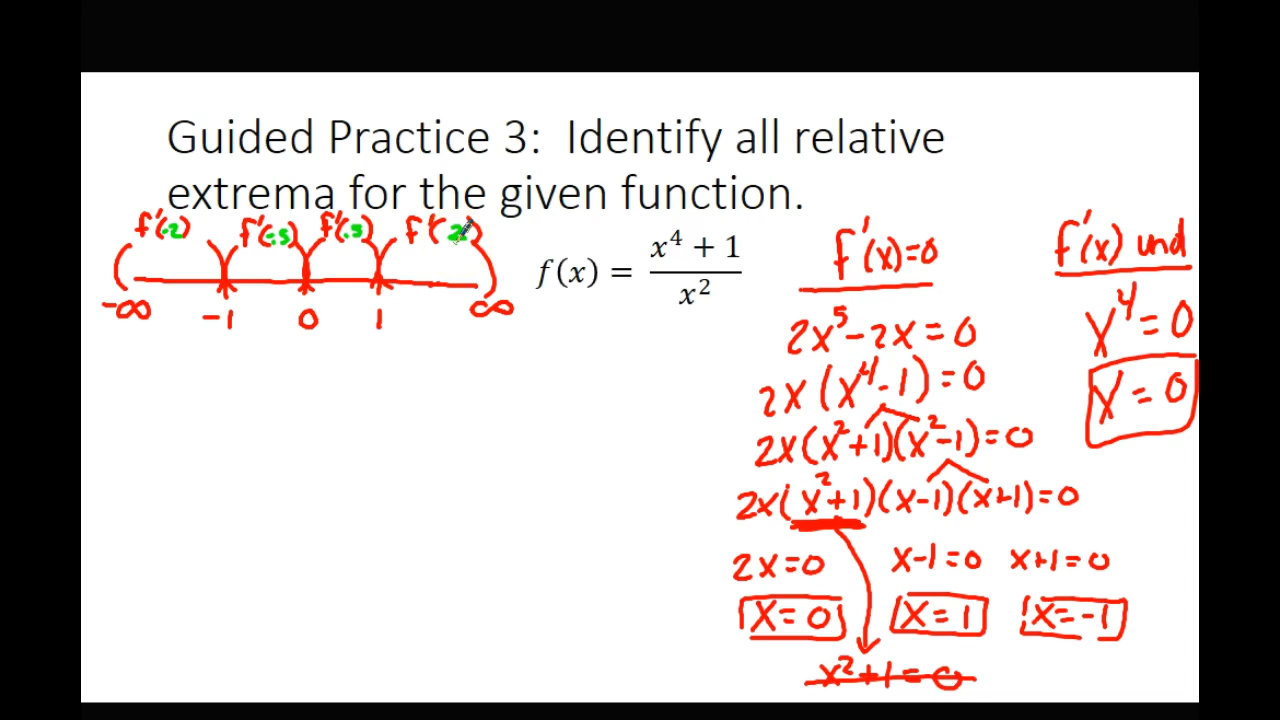 Guided Practice 3: Identify all relative
extrema for the given function.
f'(-2) f'(-.5) f'(.5) f'(2)
-∞ -1 0 1 ∞
f(x) = (x⁴ + 1)/x²
f'(x)=0
2x⁵-2x=0
2x(x⁴-1)=0
2x(x²+1)(x²-1)=0
2x(x²+1)(x-1)(x+1)=0
2x=0 x-1=0 x+1=0
x=0 x=1 x=-1
x²+1=0
f'(x) und
x⁴=0
x=0